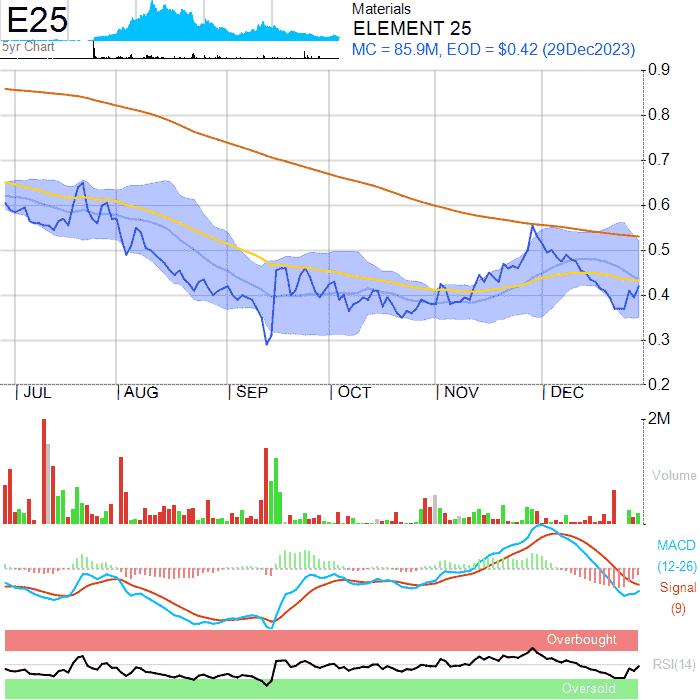 E25
5yr Chart
Materials
ELEMENT 25
MC = 85.9M, EOD = $0.42 (29Dec2023)
0.9
0.8
0.7
0.6
0.5
0.4
0.3
0.2
JUL AUG SEP OCT NOV DEC
2M
Volume
MACD
(12-26)
Signal
(9)
Overbought
RSI(14)
Oversold